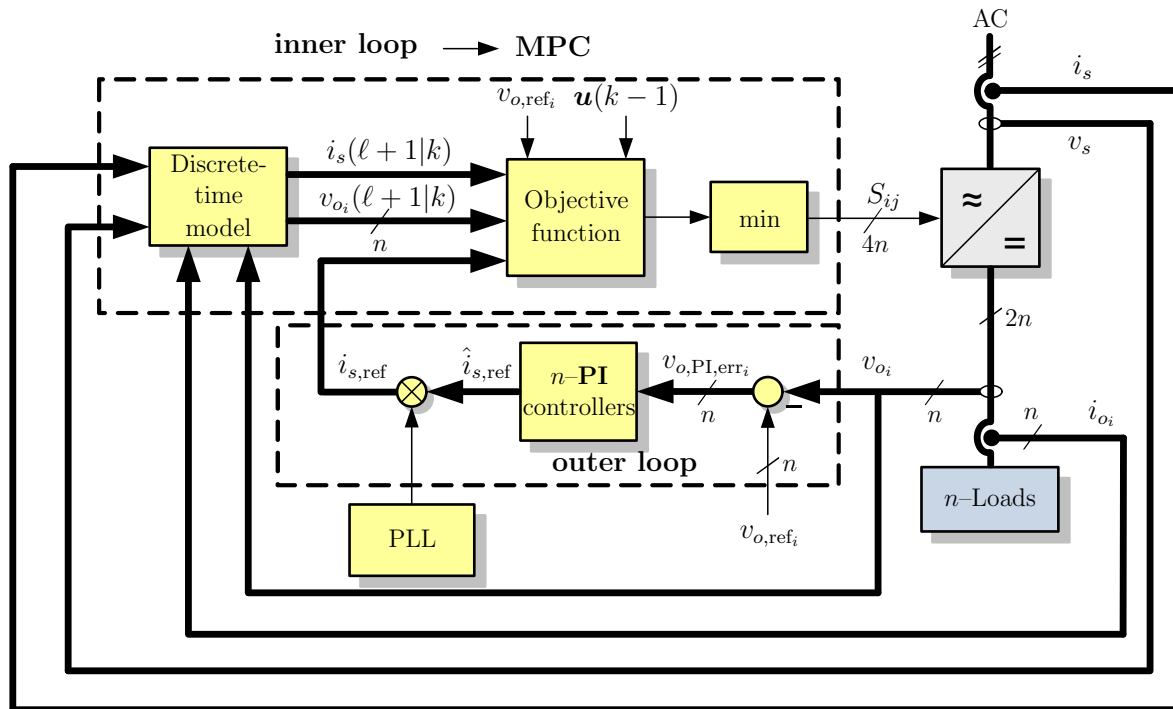 AC
inner loop → MPC
i_s
v_{o,ref_i} u(k−1)
v_s
i_s(ℓ+1|k)
Discrete-
time
model
v_{o_i}(ℓ+1|k)
n
Objective
function
min
S_{ij}
4n
≈
=
2n
i_{s,ref}
î_{s,ref}
n–PI
controllers
v_{o,PI,err_i}
n
v_{o_i}
n
n
i_{o_i}
outer loop
n
n–Loads
PLL
v_{o,ref_i}